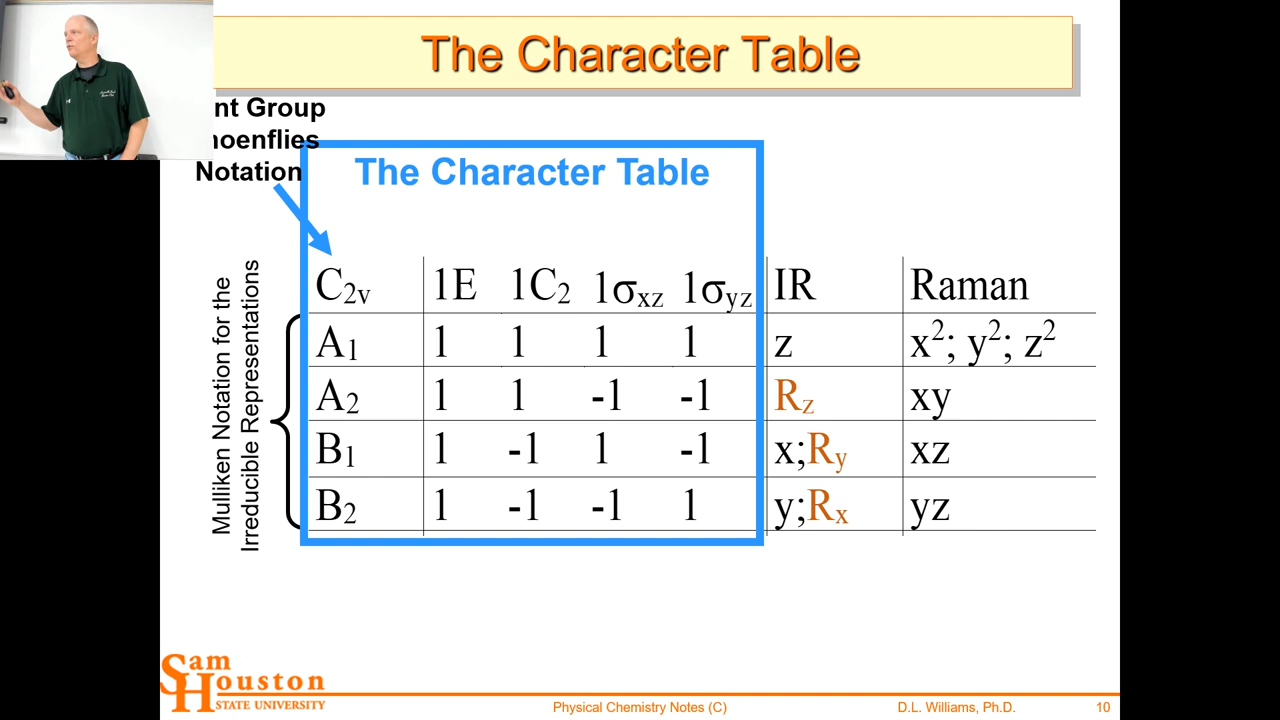 The Character Table
nt Group
hoenflies
Notation
The Character Table
Mulliken Notation for the
Irreducible Representations
C₂ᵥ 1E 1C₂ 1σxz 1σyz IR Raman
A₁ 1 1 1 1 z x²; y²; z²
A₂ 1 1 -1 -1 Rz xy
B₁ 1 -1 1 -1 x;Ry xz
B₂ 1 -1 -1 1 y;Rx yz
Sam
Houston
STATE UNIVERSITY
Physical Chemistry Notes (C)
D.L. Williams, Ph.D.
10